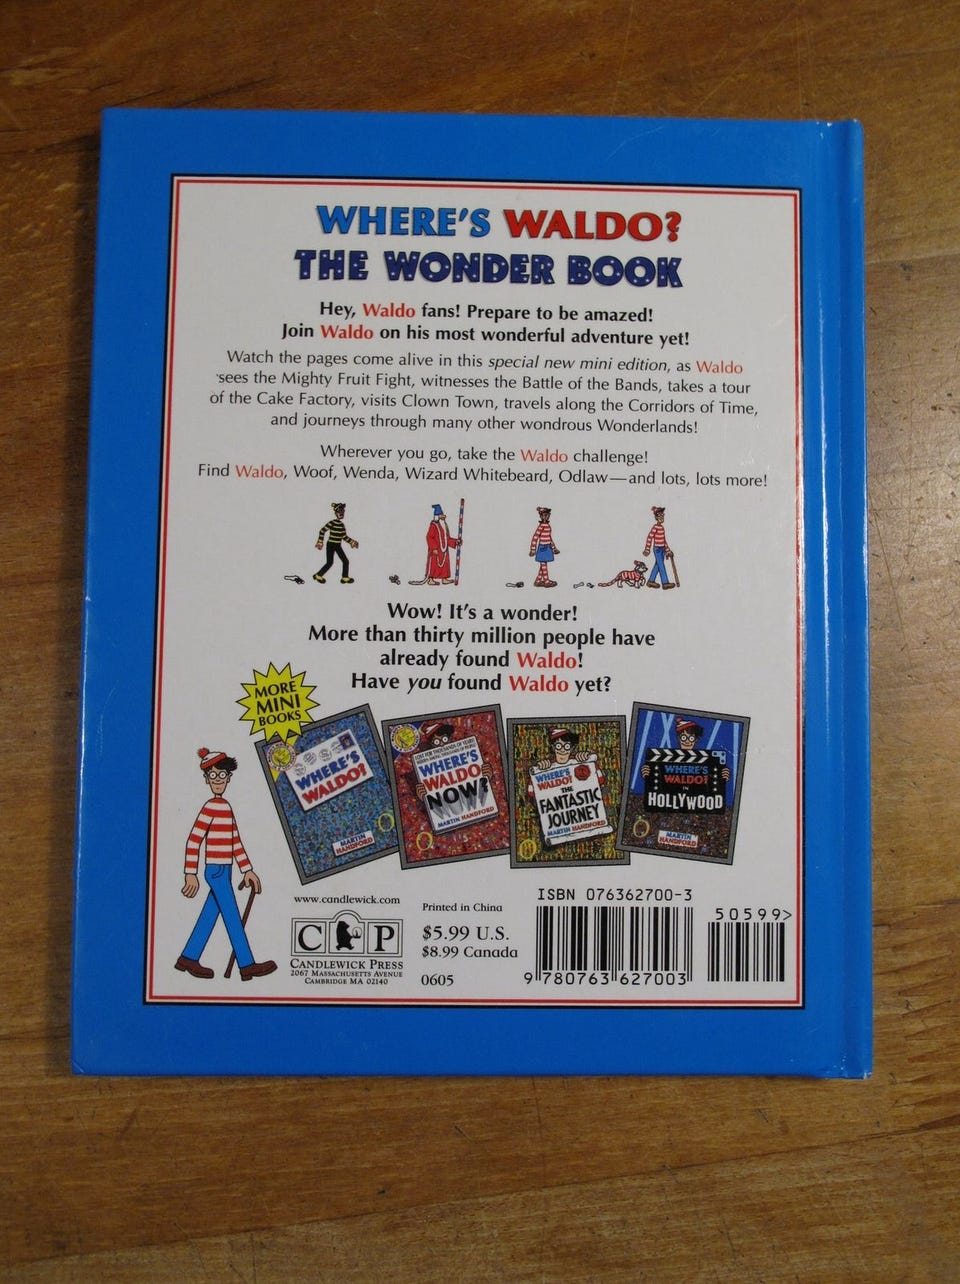 WHERE'S WALDO?
THE WONDER BOOK
Hey, Waldo fans! Prepare to be amazed!
Join Waldo on his most wonderful adventure yet!
Watch the pages come alive in this special new mini edition, as Waldo
sees the Mighty Fruit Fight, witnesses the Battle of the Bands, takes a tour
of the Cake Factory, visits Clown Town, travels along the Corridors of Time,
and journeys through many other wondrous Wonderlands!
Wherever you go, take the Waldo challenge!
Find Waldo, Woof, Wenda, Wizard Whitebeard, Odlaw—and lots, lots more!
Wow! It's a wonder!
More than thirty million people have
already found Waldo!
Have you found Waldo yet?
MORE
MINI
BOOKS
WHERE'S
WALDO?
MARTIN
HANDFORD
WHERE'S
WALDO
NOW?
MARTIN HANDFORD
WHERE'S
WALDO?
THE
FANTASTIC
JOURNEY
MARTIN HANDFORD
WHERE'S
WALDO?
IN
HOLLYWOOD
MARTIN
HANDFORD
www.candlewick.com
C P
CANDLEWICK PRESS
2067 MASSACHUSETTS AVENUE
CAMBRIDGE MA 02140
Printed in China
$5.99 U.S.
$8.99 Canada
0605
ISBN 076362700-3
9 780763 627003
50599>